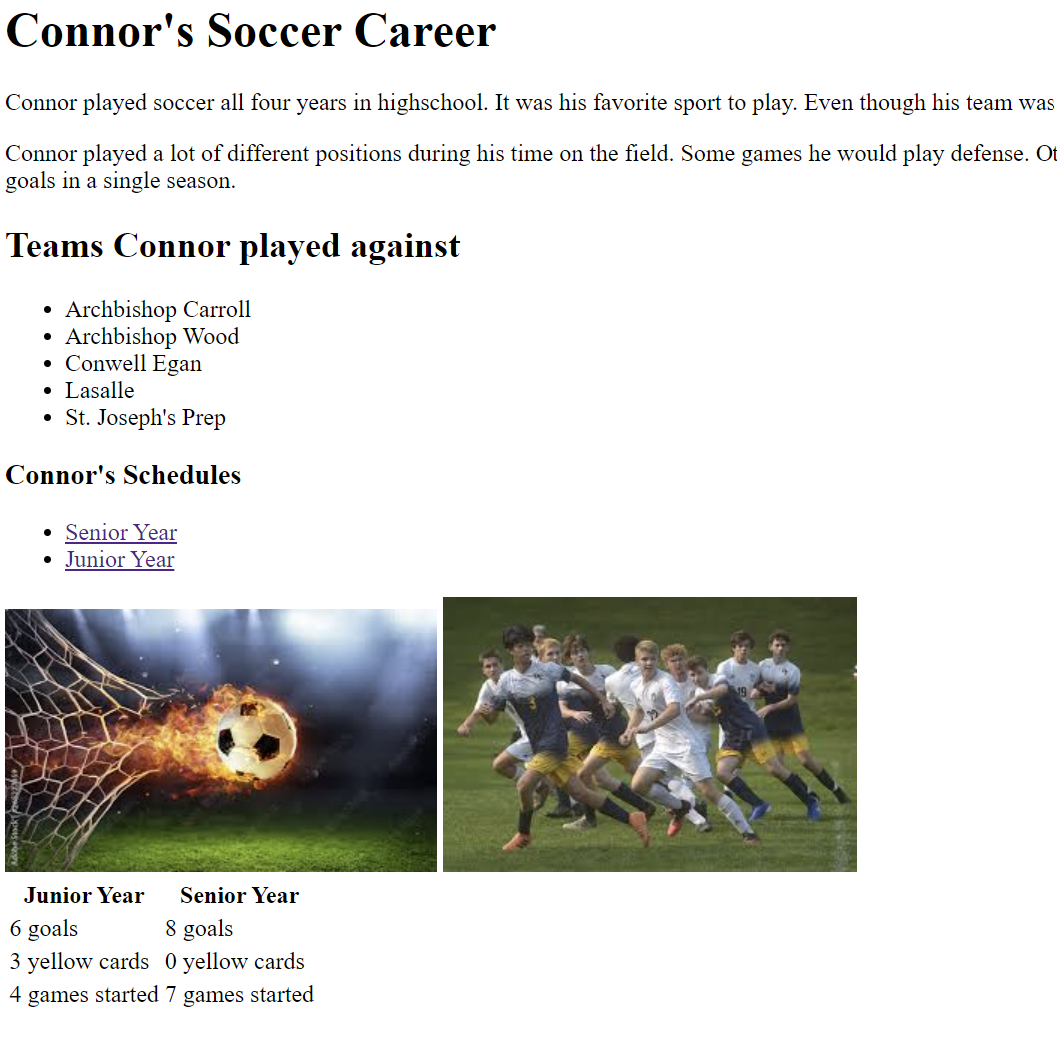 Connor's Soccer Career
Connor played soccer all four years in highschool. It was his favorite sport to play. Even though his team was
Connor played a lot of different positions during his time on the field. Some games he would play defense.
goals in a single season.
Teams Connor played against
Archbishop Carroll
Archbishop Wood
Conwell Egan
Lasalle
St. Joseph's Prep
Connor's Schedules
Senior Year
Junior Year
3
19
Junior Year Senior Year
6 goals 8 goals
3 yellow cards 0 yellow cards
4 games started 7 games started